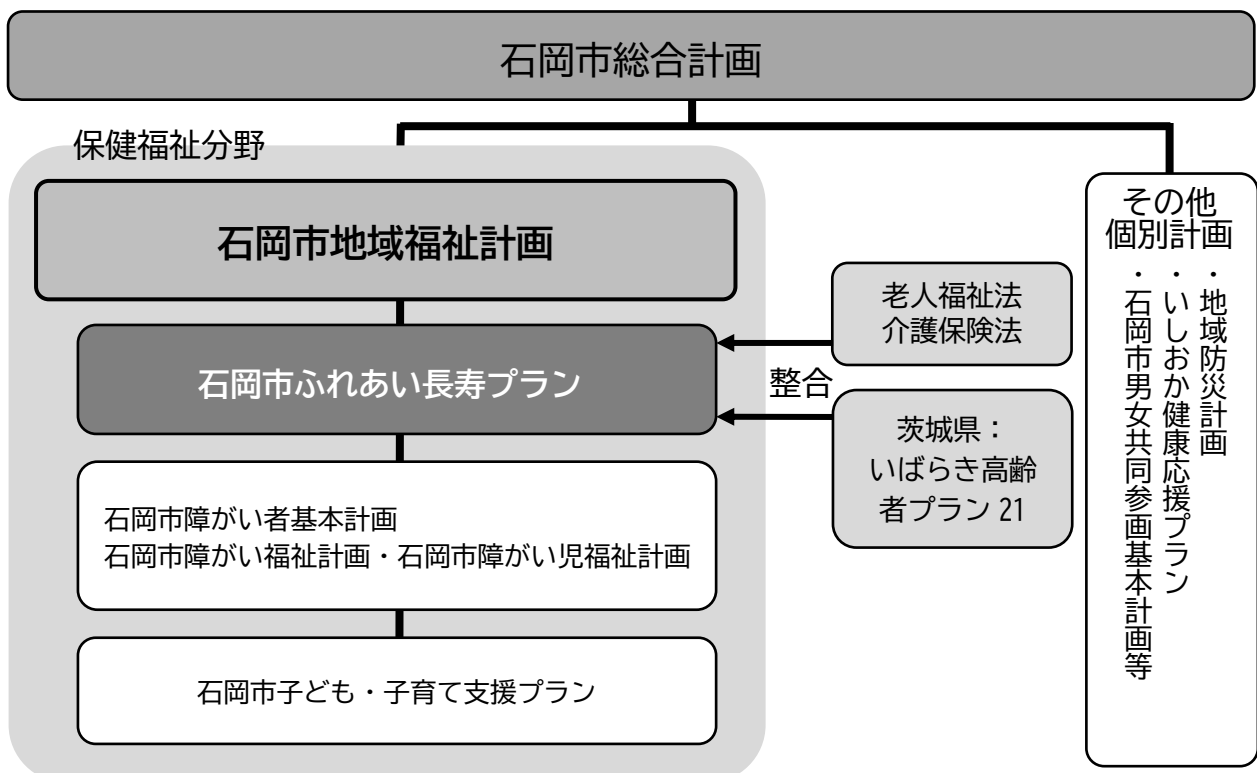 石岡市総合計画
保健福祉分野
石岡市地域福祉計画
石岡市ふれあい長寿プラン
石岡市障がい者基本計画
石岡市障がい福祉計画・石岡市障がい児福祉計画
石岡市子ども・子育て支援プラン
老人福祉法
介護保険法
整合
茨城県：
いばらき高齢
者プラン 21
その他
個別計画
・地域防災計画
・いしおか健康応援プラン
・石岡市男女共同参画基本計画等